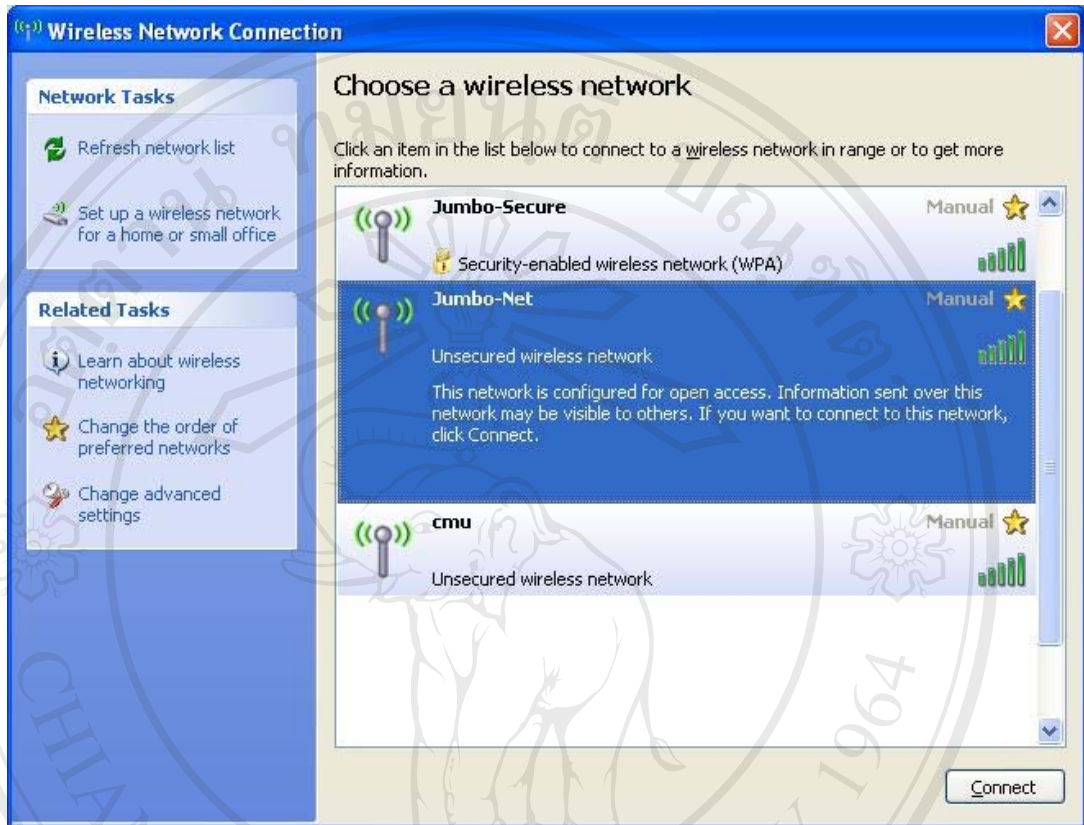 Wireless Network Connection
Network Tasks
Refresh network list
Set up a wireless network
for a home or small office
Related Tasks
Learn about wireless
networking
Change the order of
preferred networks
Change advanced
settings
Choose a wireless network
Click an item in the list below to connect to a wireless network in range or to get more
information.
Jumbo-Secure
Manual
Security-enabled wireless network (WPA)
Jumbo-Net
Manual
Unsecured wireless network
This network is configured for open access. Information sent over this
network may be visible to others. If you want to connect to this network,
click Connect.
cmu
Manual
Unsecured wireless network
Connect
1964